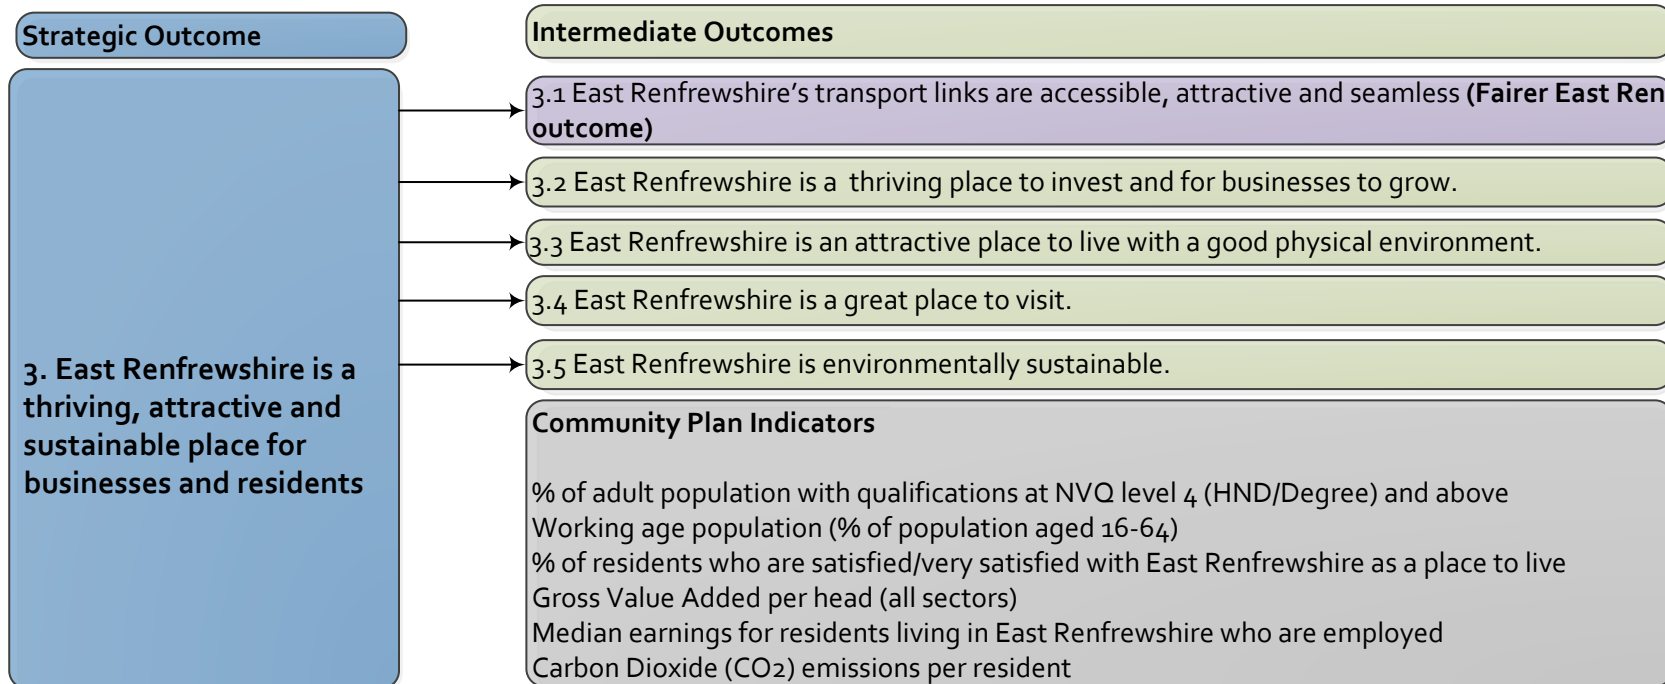 Strategic Outcome
Intermediate Outcomes
3. East Renfrewshire is a
thriving, attractive and
sustainable place for
businesses and residents
3.1 East Renfrewshire’s transport links are accessible, attractive and seamless (Fairer East Ren
outcome)
3.2 East Renfrewshire is a  thriving place to invest and for businesses to grow.
3.3 East Renfrewshire is an attractive place to live with a good physical environment.
3.4 East Renfrewshire is a great place to visit.
3.5 East Renfrewshire is environmentally sustainable.
Community Plan Indicators
% of adult population with qualifications at NVQ level 4 (HND/Degree) and above
Working age population (% of population aged 16-64)
% of residents who are satisfied/very satisfied with East Renfrewshire as a place to live
Gross Value Added per head (all sectors)
Median earnings for residents living in East Renfrewshire who are employed
Carbon Dioxide (CO2) emissions per resident